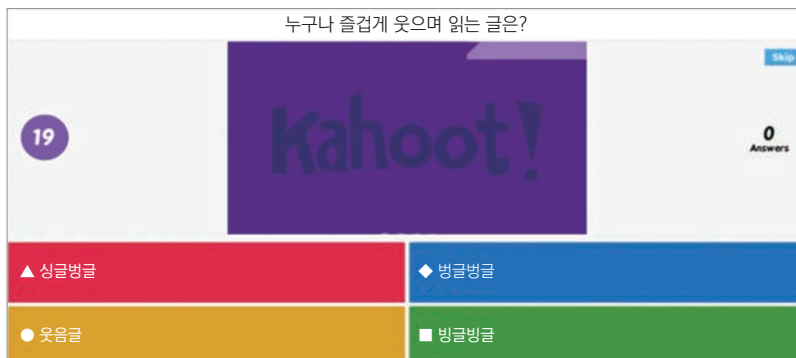 누구나 즐겁게 웃으며 읽는 글은?
Skip
19
Kahoot!
0
Answers
▲ 싱글벙글
◆ 벙글벙글
● 웃음글
■ 빙글빙글